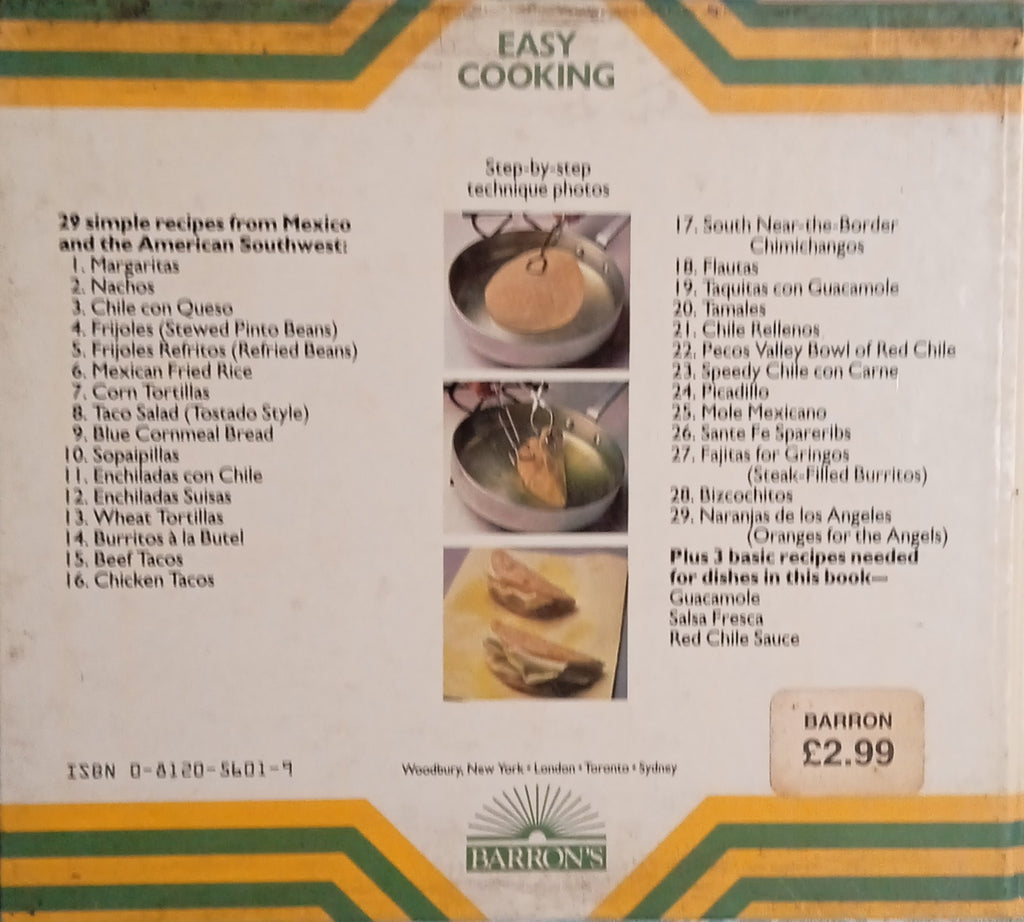 EASY
COOKING
Step-by-step
technique photos
29 simple recipes from Mexico
and the American Southwest:
1. Margaritas
2. Nachos
3. Chile con Queso
4. Frijoles (Stewed Pinto Beans)
5. Frijoles Refritos (Refried Beans)
6. Mexican Fried Rice
7. Corn Tortillas
8. Taco Salad (Tostado Style)
9. Blue Cornmeal Bread
10. Sopaipillas
11. Enchiladas con Chile
12. Enchiladas Suisas
13. Wheat Tortillas
14. Burritos à la Butel
15. Beef Tacos
16. Chicken Tacos
17. South Near-the-Border
Chimichangos
18. Flautas
19. Taquitas con Guacamole
20. Tamales
21. Chile Rellenos
22. Pecos Valley Bowl of Red Chile
23. Speedy Chile con Carne
24. Picadillo
25. Mole Mexicano
26. Sante Fe Spareribs
27. Fajitas for Gringos
(Steak-Filled Burritos)
28. Bizcochitos
29. Naranjas de los Angeles
(Oranges for the Angels)
Plus 3 basic recipes needed
for dishes in this book—
Guacamole
Salsa Fresca
Red Chile Sauce
BARRON
£2.99
ISBN 0-8120-5601-9
Woodbury, New York • London • Toronto • Sydney
BARRON'S